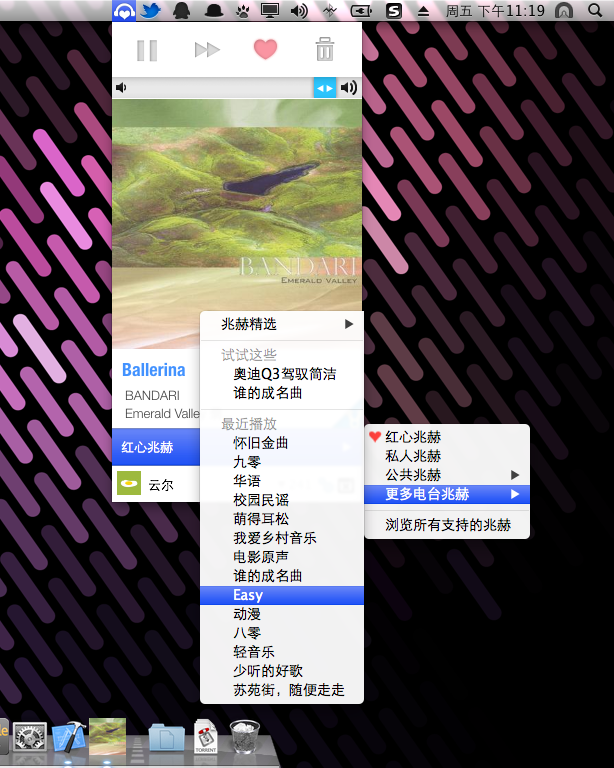 周五 下午11:19
BANDARI
EMERALD VALLEY
Ballerina
BANDARI
Emerald Valle
红心兆赫
云尔
兆赫精选
试试这些
奥迪Q3驾驭简洁
谁的成名曲
最近播放
怀旧金曲
九零
华语
校园民谣
萌得耳松
我爱乡村音乐
电影原声
谁的成名曲
Easy
动漫
八零
轻音乐
少听的好歌
苏苑街，随便走走
红心兆赫
私人兆赫
公共兆赫
更多电台兆赫
浏览所有支持的兆赫
TORRENT